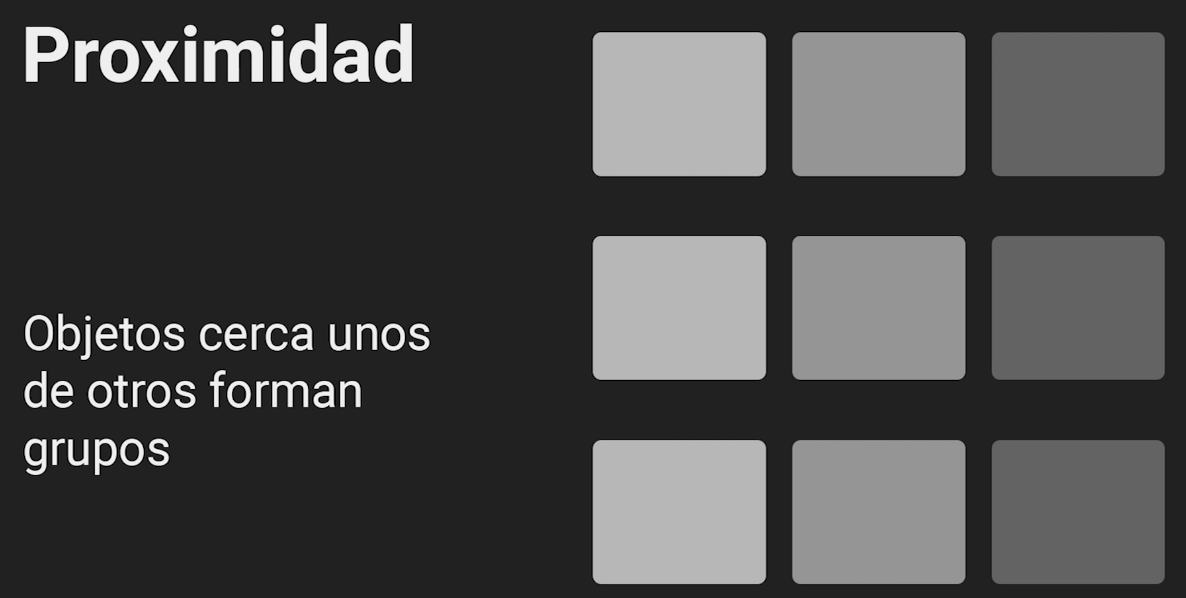 Proximidad
Objetos cerca unos
de otros forman
grupos